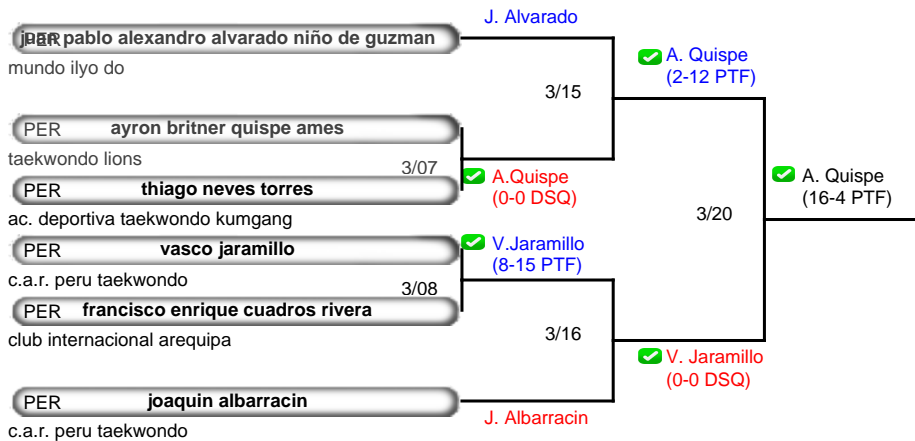 J. Alvarado
PER juan pablo alexandro alvarado niño de guzman
mundo ilyo do
A. Quispe
(2-12 PTF)
3/15
PER ayron britner quispe ames
taekwondo lions
3/07
A.Quispe
(0-0 DSQ)
PER thiago neves torres
ac. deportiva taekwondo kumgang
A. Quispe
(16-4 PTF)
3/20
PER vasco jaramillo
c.a.r. peru taekwondo
V.Jaramillo
(8-15 PTF)
3/08
PER francisco enrique cuadros rivera
club internacional arequipa
3/16
V. Jaramillo
(0-0 DSQ)
PER joaquin albarracin
c.a.r. peru taekwondo
J. Albarracin